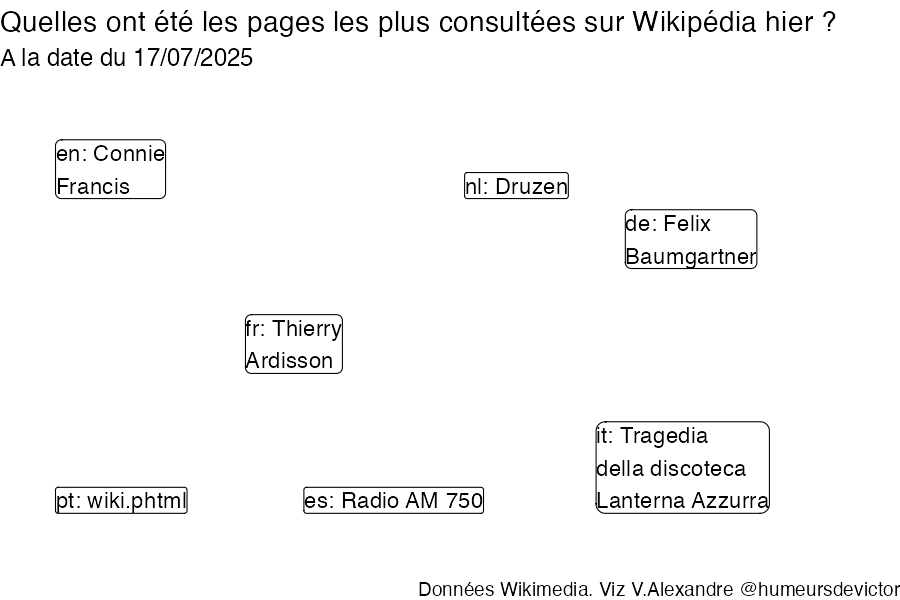 Quelles ont été les pages les plus consultées sur Wikipédia hier ?
A la date du 17/07/2025
en: Connie
Francis
nl: Druzen
de: Felix
Baumgartner
fr: Thierry
Ardisson
it: Tragedia
della discoteca
Lanterna Azzurra
pt: wiki.phtml
es: Radio AM 750
Données Wikimedia. Viz V.Alexandre @humeursdevictor